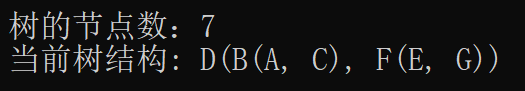 树的节点数：7
当前树结构: D(B(A, C), F(E, G))